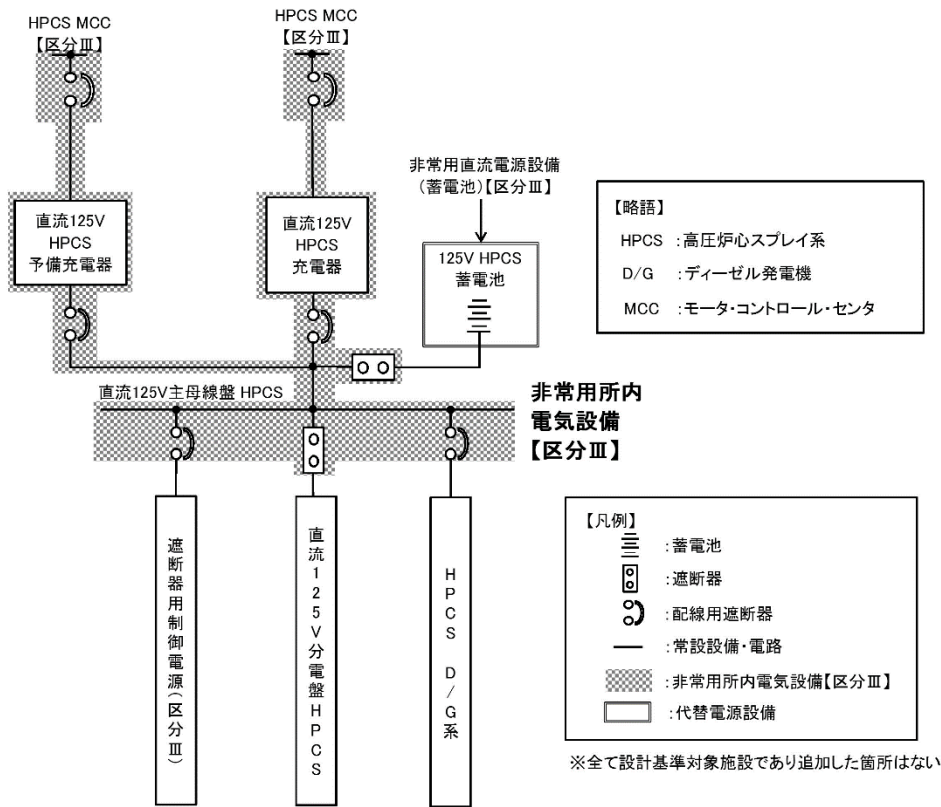 HPCS MCC
【区分Ⅲ】
HPCS MCC
【区分Ⅲ】
非常用直流電源設備
(蓄電池)【区分Ⅲ】
直流125V
HPCS
予備充電器
直流125V
HPCS
充電器
125V HPCS
蓄電池
【略語】
HPCS :高圧炉心スプレイ系
D/G :ディーゼル発電機
MCC :モータ・コントロール・センタ
直流125V主母線盤 HPCS
非常用所内
電気設備
【区分Ⅲ】
遮断器用制御電源(区分Ⅲ)
直流125V分電盤HPCS
HPCS D/G系
【凡例】
:蓄電池
:遮断器
:配線用遮断器
:常設設備・電路
:非常用所内電気設備【区分Ⅲ】
:代替電源設備
※全て設計基準対象施設であり追加した箇所はない